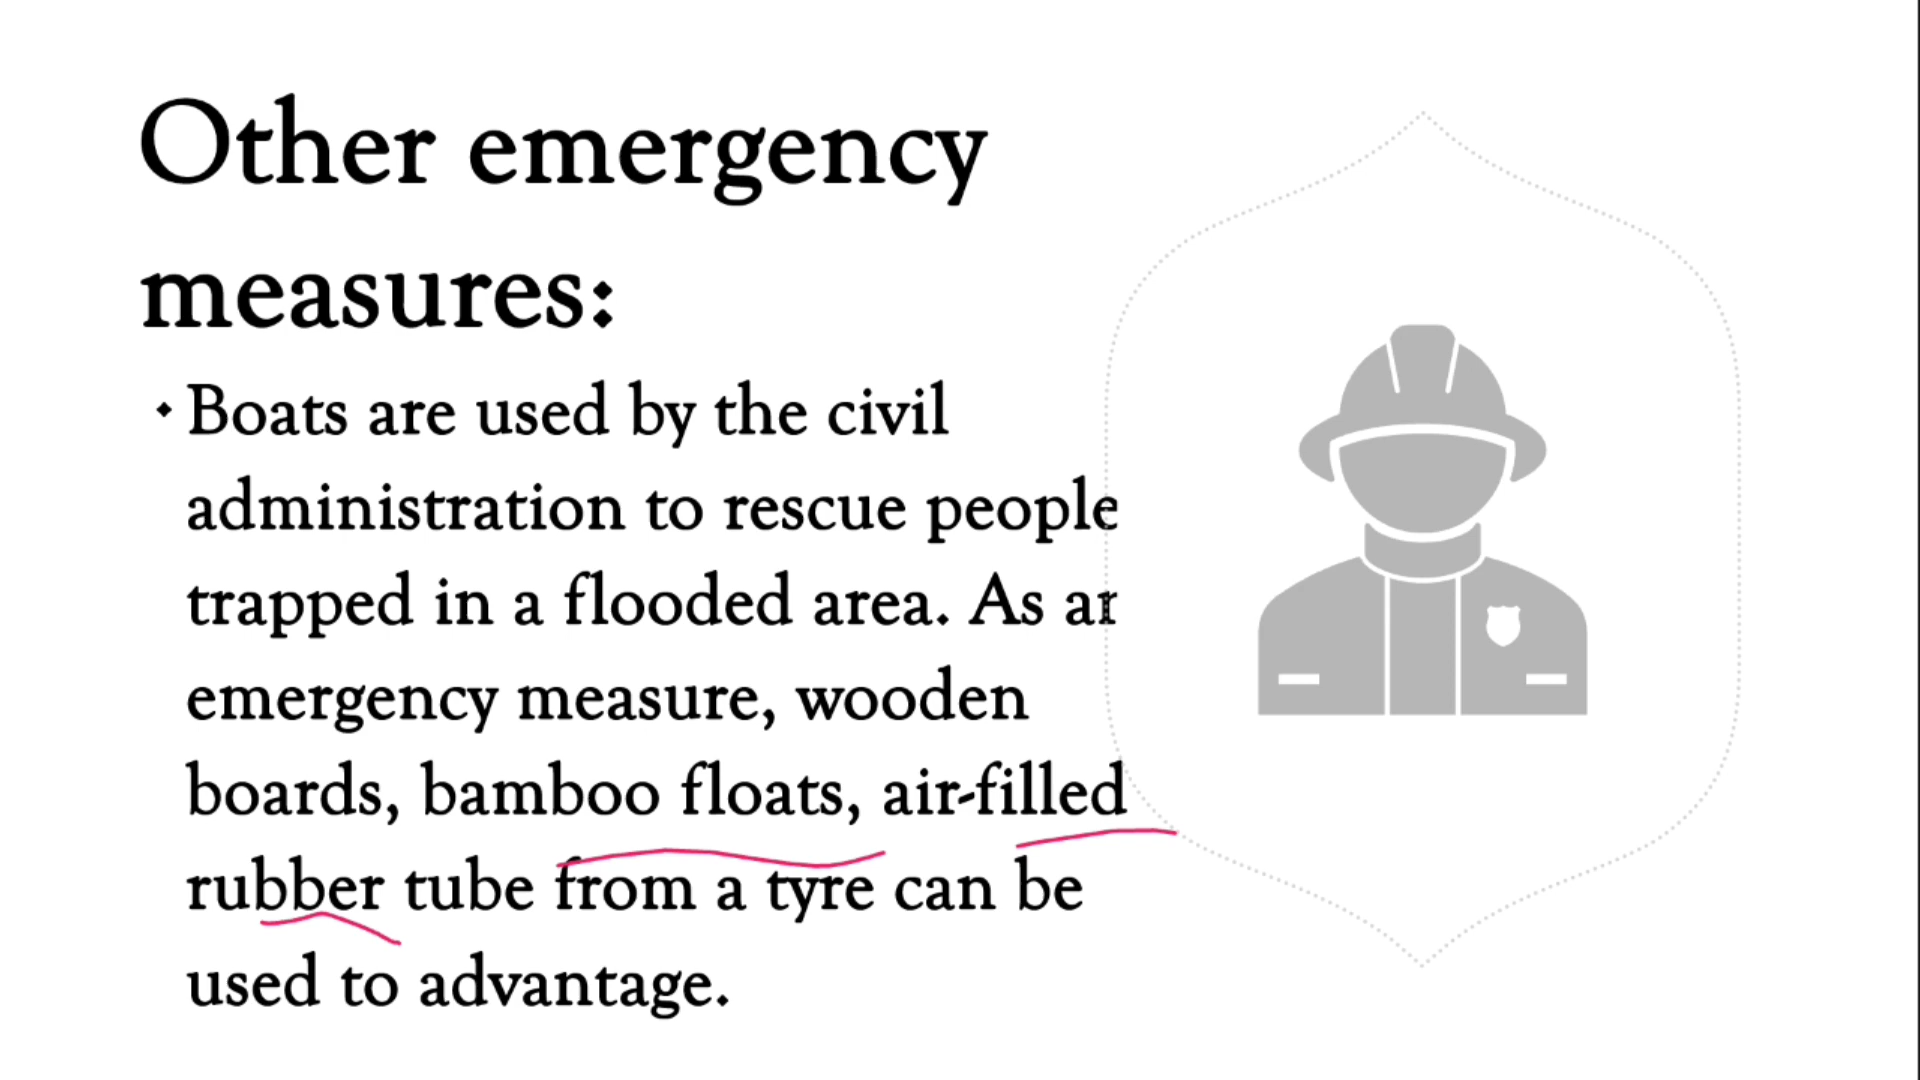 Other emergency
measures:
Boats are used by the civil
administration to rescue people
trapped in a flooded area. As an
emergency measure, wooden
boards, bamboo floats, air-filled
rubber tube from a tyre can be
used to advantage.